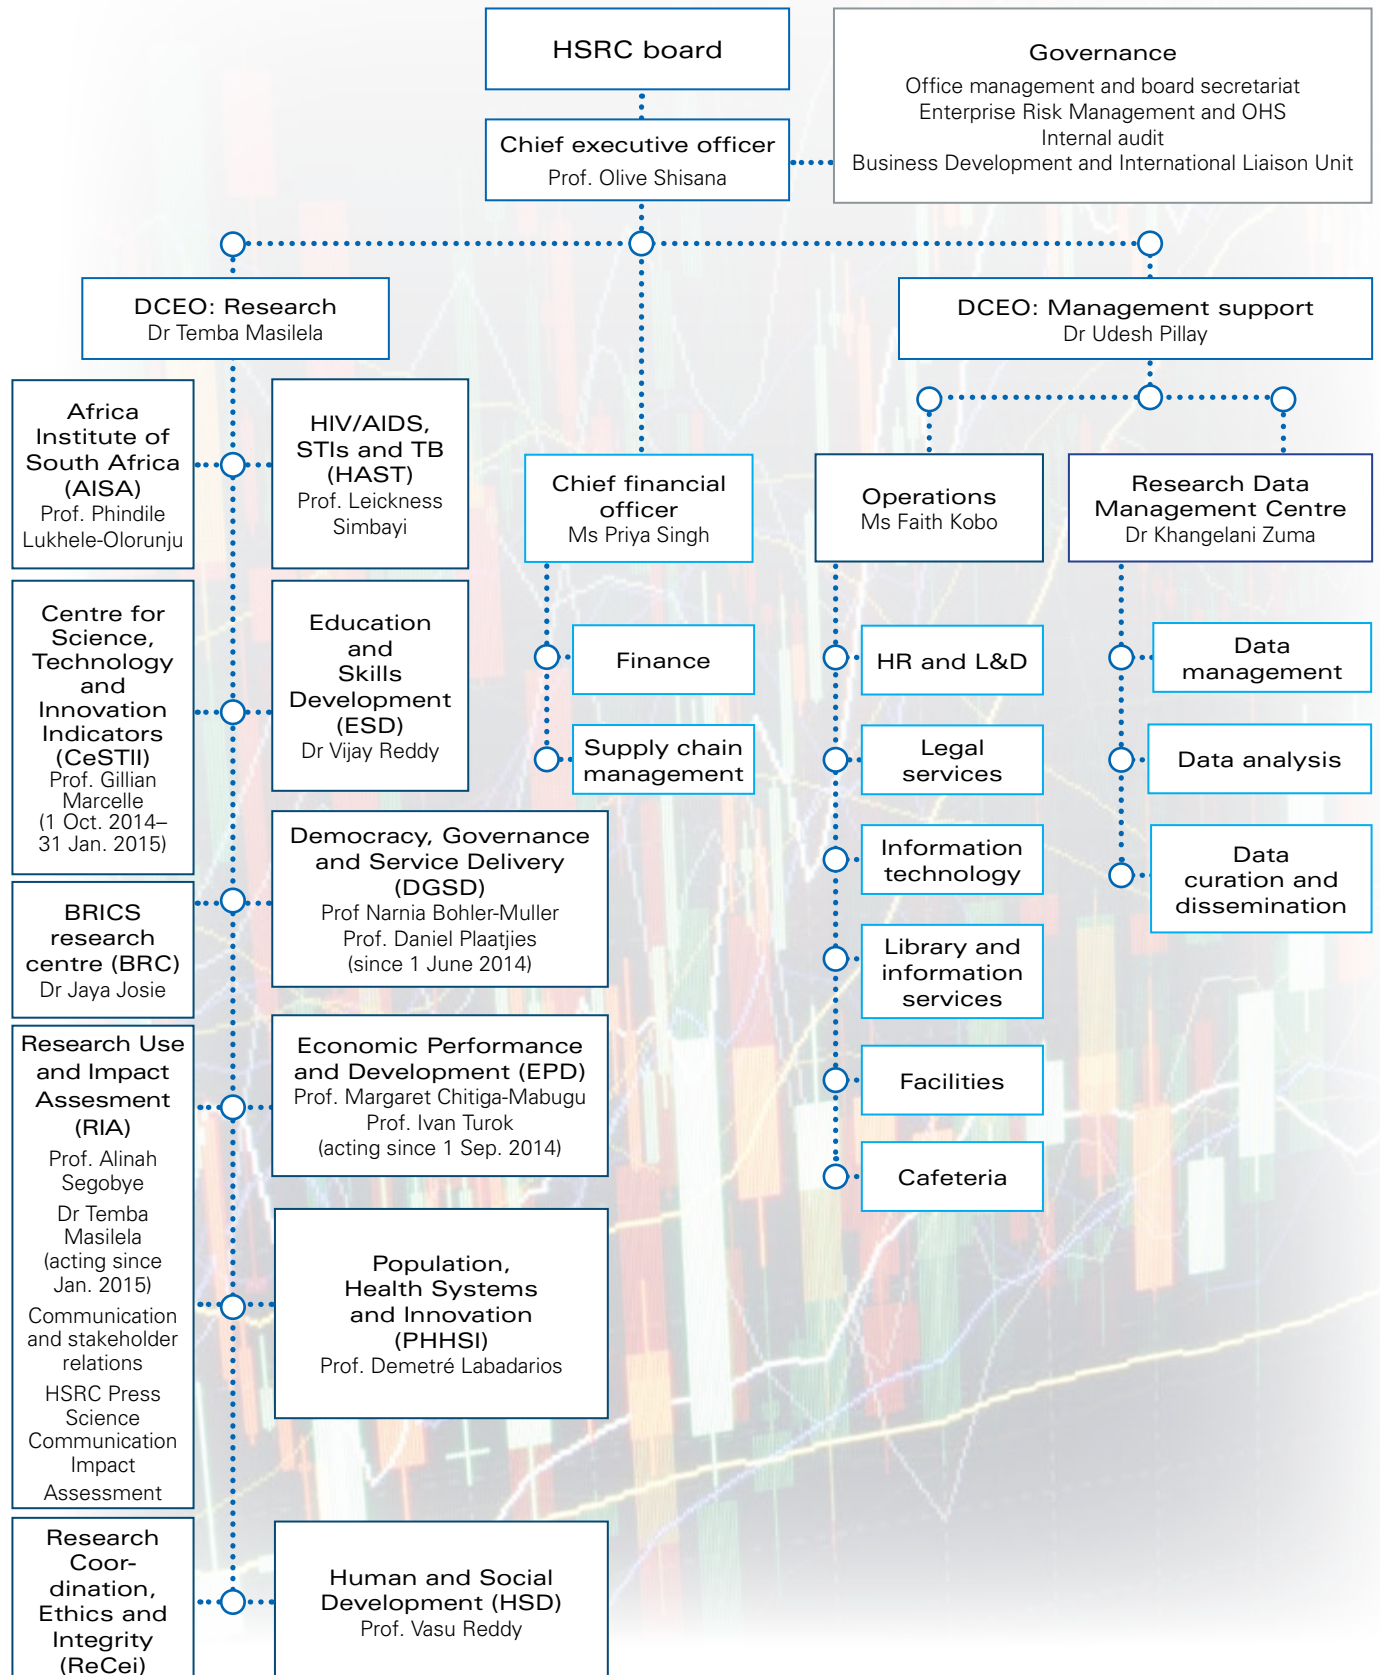 HSRC board
Governance
Office management and board secretariat
Enterprise Risk Management and OHS
Internal audit
Business Development and International Liaison Unit
Chief executive officer
Prof. Olive Shisana
DCEO: Research
Dr Temba Masilela
DCEO: Management support
Dr Udesh Pillay
Africa
Institute of
South Africa
(AISA)
Prof. Phindile
Lukhele-Olorunju
HIV/AIDS,
STIs and TB
(HAST)
Prof. Leickness
Simbayi
Centre for
Science,
Technology
and
Innovation
Indicators
(CeSTII)
Prof. Gillian
Marcelle
(1 Oct. 2014–
31 Jan. 2015)
Education
and
Skills
Development
(ESD)
Dr Vijay Reddy
BRICS
research
centre (BRC)
Dr Jaya Josie
Democracy, Governance
and Service Delivery
(DGSD)
Prof Narnia Bohler-Muller
Prof. Daniel Plaatjies
(since 1 June 2014)
Research Use
and Impact
Assesment
(RIA)
Prof. Alinah
Segobye
Dr Temba
Masilela
(acting since
Jan. 2015)
Communication
and stakeholder
relations
HSRC Press
Science
Communication
Impact
Assessment
Economic Performance
and Development (EPD)
Prof. Margaret Chitiga-Mabugu
Prof. Ivan Turok
(acting since 1 Sep. 2014)
Population,
Health Systems
and Innovation
(PHHSI)
Prof. Demetré Labadarios
Research
Coor-
dination,
Ethics and
Integrity
(ReCei)
Human and Social
Development (HSD)
Prof. Vasu Reddy
Chief financial
officer
Ms Priya Singh
Finance
Supply chain
management
Operations
Ms Faith Kobo
HR and L&D
Legal
services
Information
technology
Library and
information
services
Facilities
Cafeteria
Research Data
Management Centre
Dr Khangelani Zuma
Data
management
Data analysis
Data
curation and
dissemination